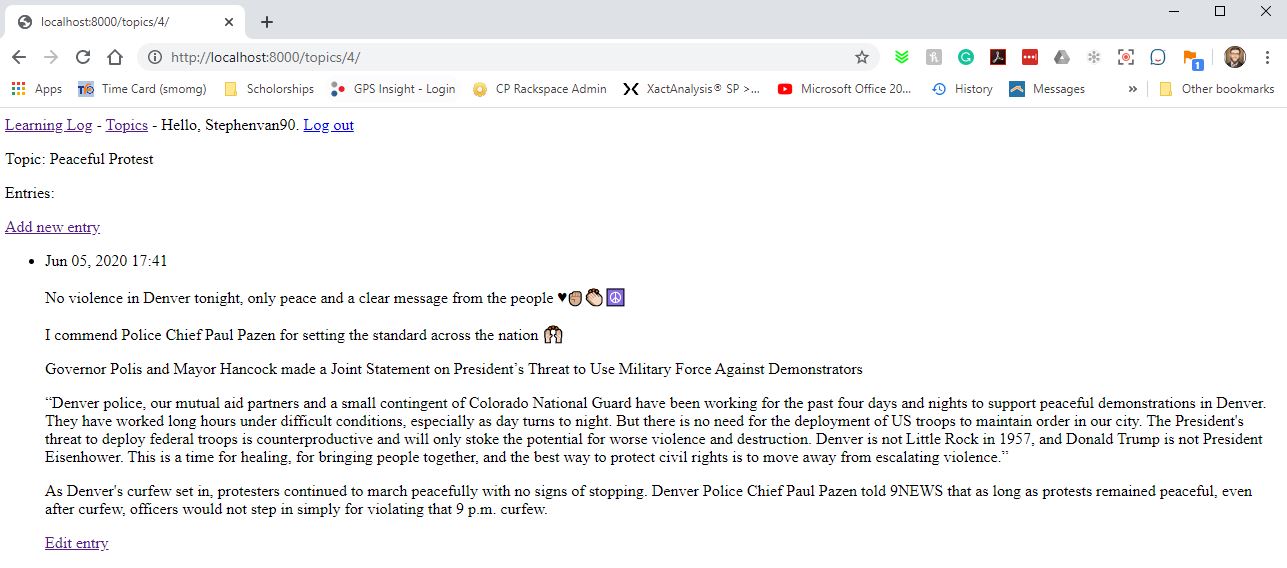 localhost:8000/topics/4/
http://localhost:8000/topics/4/
1
Apps Time Card (smomg) Scholorships GPS Insight - Login CP Rackspace Admin XactAnalysis® SP >... Microsoft Office 20... History Messages » Other bookmarks
Learning Log - Topics - Hello, Stephenvan90. Log out
Topic: Peaceful Protest
Entries:
Add new entry
Jun 05, 2020 17:41
No violence in Denver tonight, only peace and a clear message from the people ♥✊👏☮
I commend Police Chief Paul Pazen for setting the standard across the nation 🙌
Governor Polis and Mayor Hancock made a Joint Statement on President’s Threat to Use Military Force Against Demonstrators
“Denver police, our mutual aid partners and a small contingent of Colorado National Guard have been working for the past four days and nights to support peaceful demonstrations in Denver.
They have worked long hours under difficult conditions, especially as day turns to night. But there is no need for the deployment of US troops to maintain order in our city. The President's
threat to deploy federal troops is counterproductive and will only stoke the potential for worse violence and destruction. Denver is not Little Rock in 1957, and Donald Trump is not President
Eisenhower. This is a time for healing, for bringing people together, and the best way to protect civil rights is to move away from escalating violence.”
As Denver's curfew set in, protesters continued to march peacefully with no signs of stopping. Denver Police Chief Paul Pazen told 9NEWS that as long as protests remained peaceful, even
after curfew, officers would not step in simply for violating that 9 p.m. curfew.
Edit entry